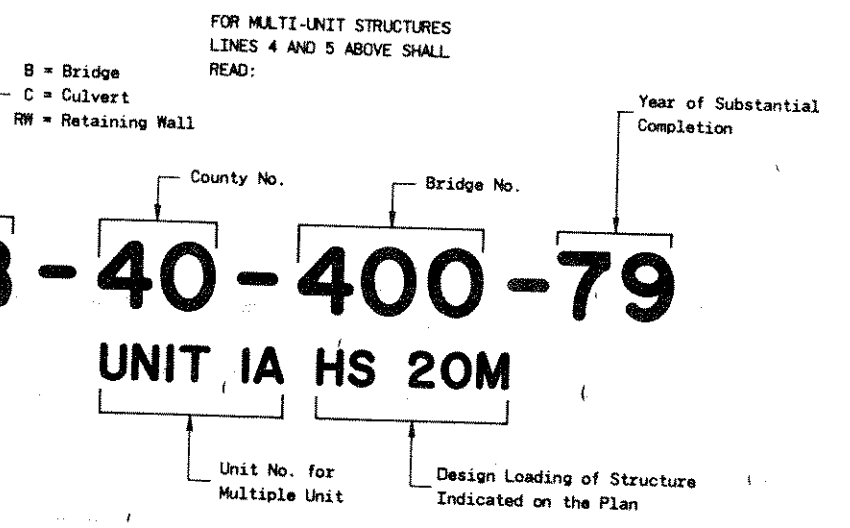 FOR MULTI-UNIT STRUCTURES
LINES 4 AND 5 ABOVE SHALL
READ:
B = Bridge
C = Culvert
RW = Retaining Wall
Year of Substantial
Completion
County No.
Bridge No.
-40-400-79
UNIT 1A HS 20M
Unit No. for
Multiple Unit
Design Loading of Structure
Indicated on the Plan